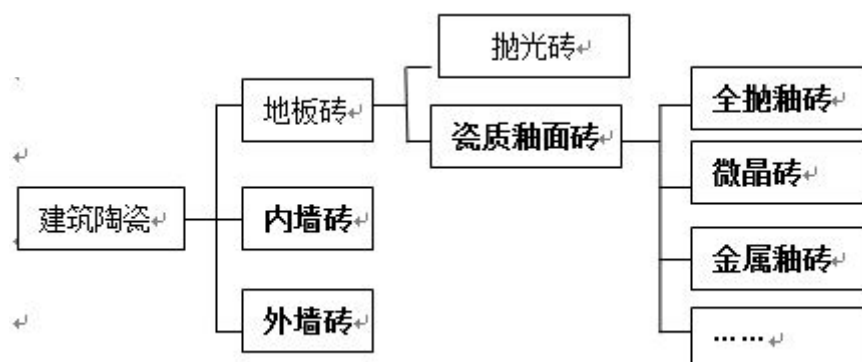 抛光砖
全抛釉砖
地板砖
瓷质釉面砖
微晶砖
建筑陶瓷
内墙砖
金属釉砖
外墙砖
……